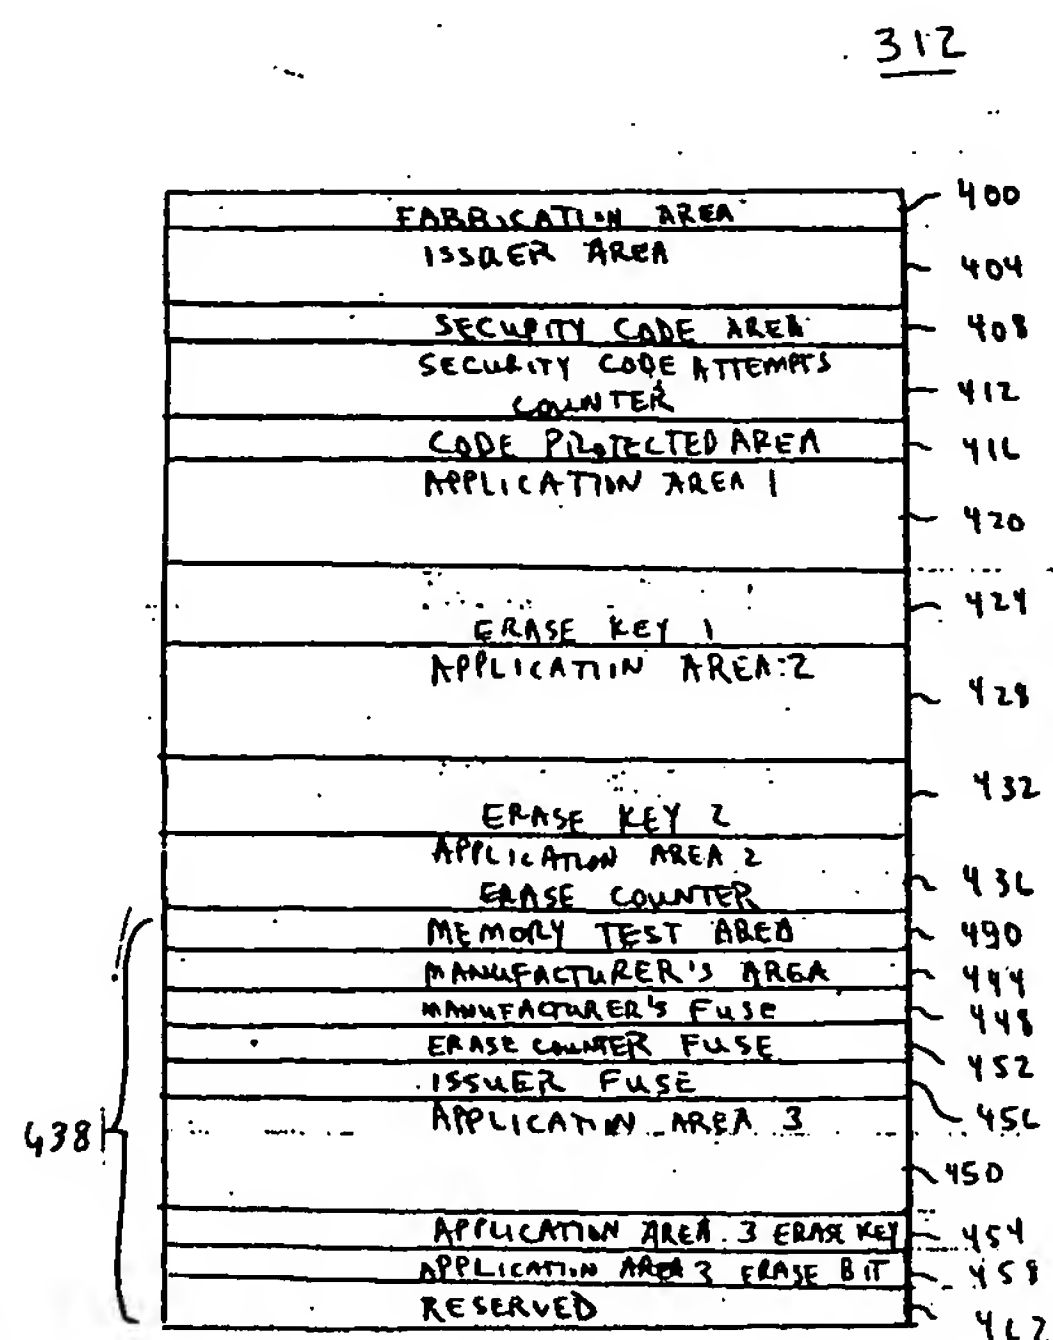 312
FABRICATION AREA 400
ISSUER AREA 404
SECURITY CODE AREA 408
SECURITY CODE ATTEMPTS
COUNTER 412
CODE PROTECTED AREA 416
APPLICATION AREA 1
420
424
ERASE KEY 1
APPLICATION AREA 2
428
432
ERASE KEY 2
APPLICATION AREA 2
ERASE COUNTER 436
MEMORY TEST AREA 490
MANUFACTURER'S AREA 444
MANUFACTURER'S FUSE 448
ERASE COUNTER FUSE 452
ISSUER FUSE 456
APPLICATION AREA 3
438
450
APPLICATION AREA 3 ERASE KEY 454
APPLICATION AREA 3 ERASE BIT 458
RESERVED 462